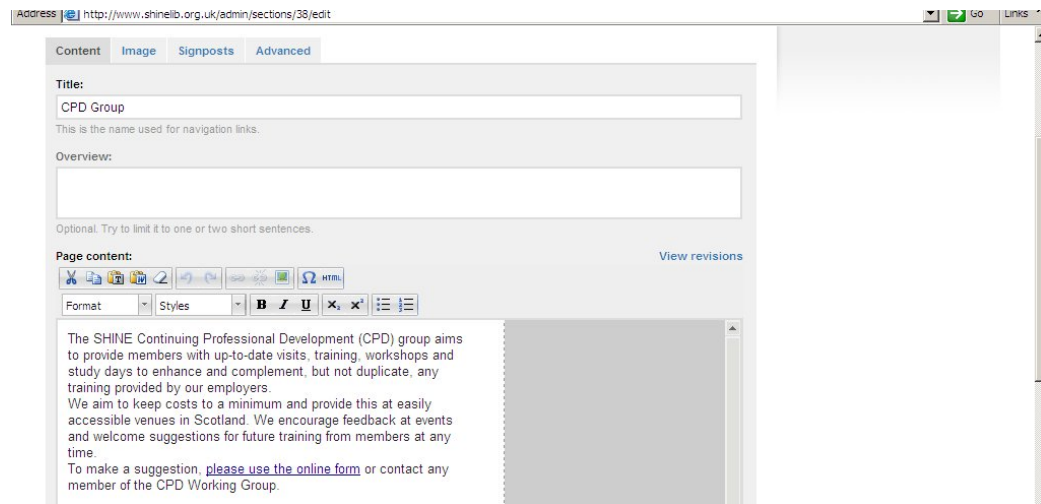 Address http://www.shinelib.org.uk/admin/sections/38/edit Go Links
Content Image Signposts Advanced
Title:
CPD Group
This is the name used for navigation links.
Overview:
Optional. Try to limit it to one or two short sentences.
Page content: View revisions
Ω HTML
Format Styles B I U x₂ x²
The SHINE Continuing Professional Development (CPD) group aims
to provide members with up-to-date visits, training, workshops and
study days to enhance and complement, but not duplicate, any
training provided by our employers.
We aim to keep costs to a minimum and provide this at easily
accessible venues in Scotland. We encourage feedback at events
and welcome suggestions for future training from members at any
time.
To make a suggestion, please use the online form or contact any
member of the CPD Working Group.